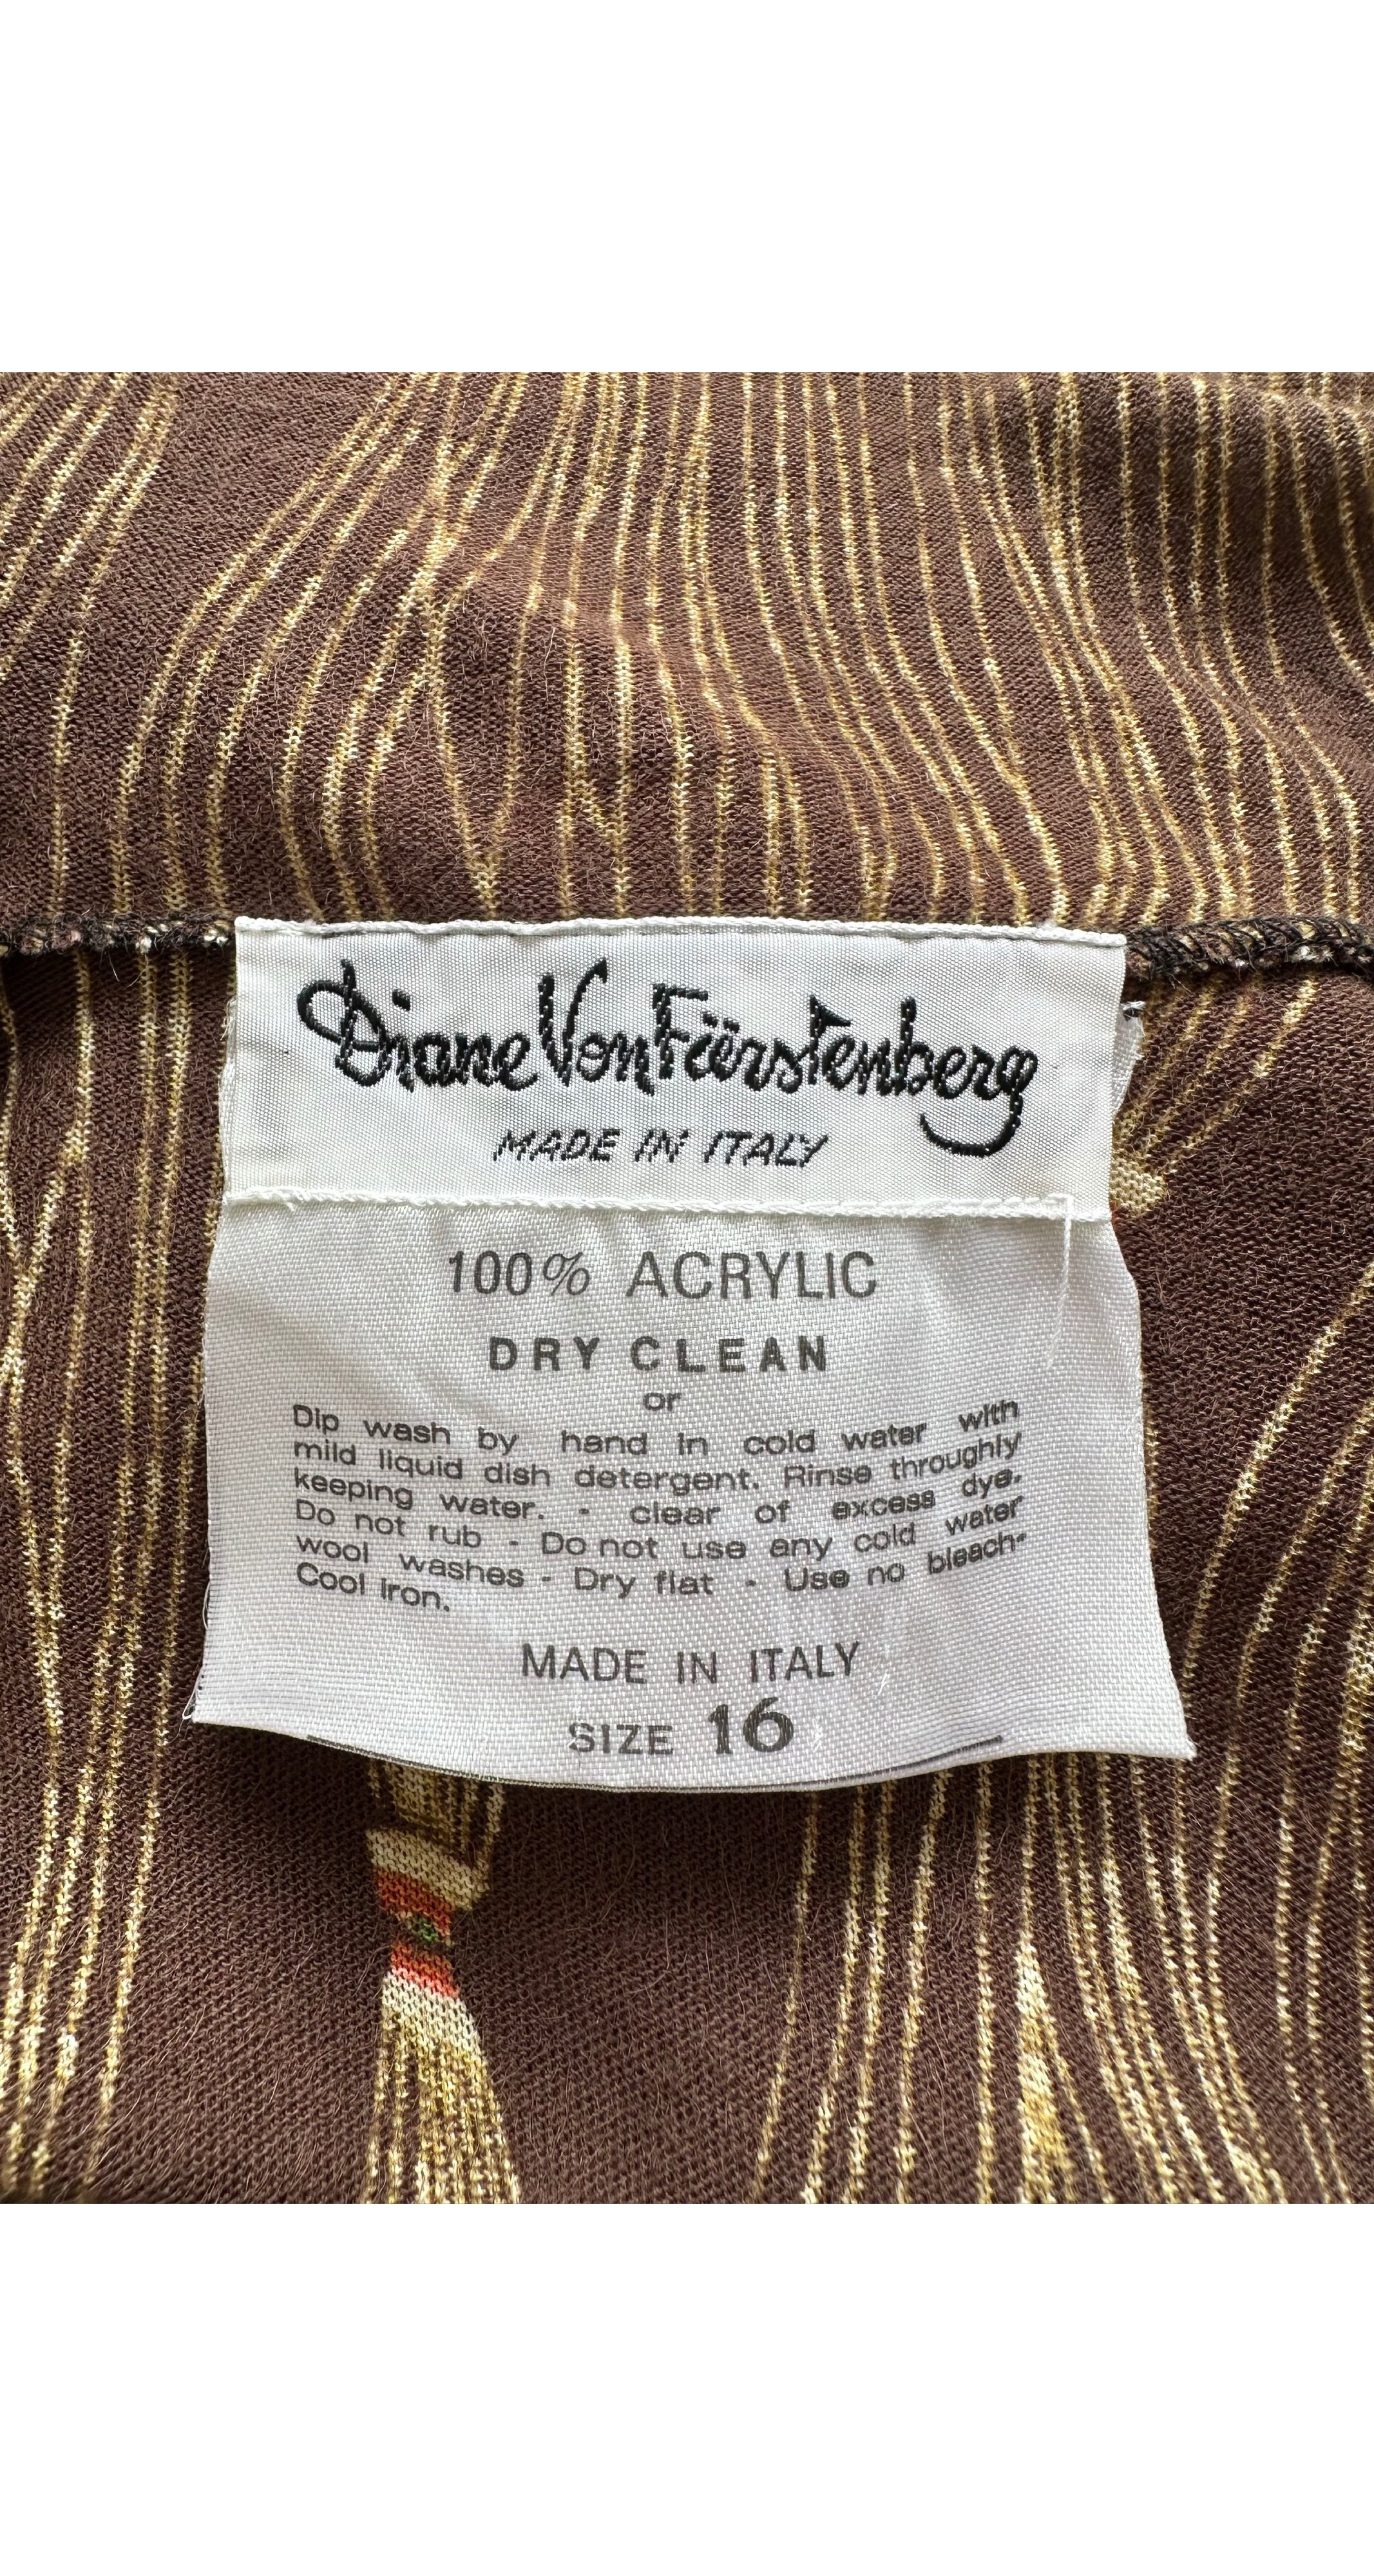 Diane Von Fürstenberg
MADE IN ITALY
100% ACRYLIC
DRY CLEAN
or
Dip wash by hand in cold water with
mild liquid dish detergent. Rinse throughly
keeping water. - clear of excess dye.
Do not rub - Do not use any cold water
wool washes - Dry flat - Use no bleach-
Cool Iron.
MADE IN ITALY
SIZE 16